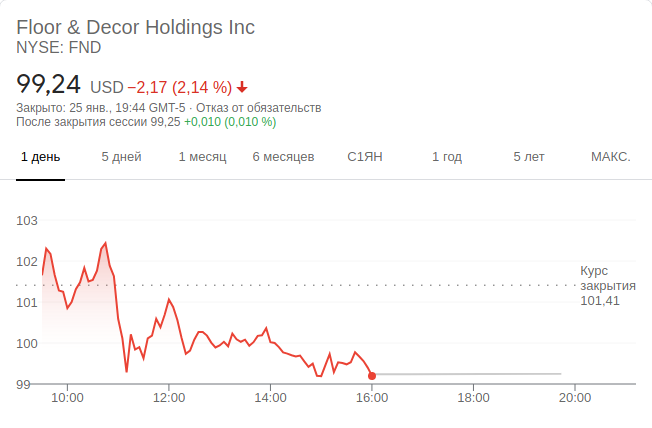 Floor & Decor Holdings Inc
NYSE: FND
99,24 USD −2,17 (2,14 %)
Закрыто: 25 янв., 19:44 GMT-5 · Отказ от обязательств
После закрытия сессии 99,25 +0,010 (0,010 %)
1 день 5 дней 1 месяц 6 месяцев С1ЯН 1 год 5 лет МАКС.
103
102
Курс
закрытия
101,41
101
100
99
10:00 12:00 14:00 16:00 18:00 20:00